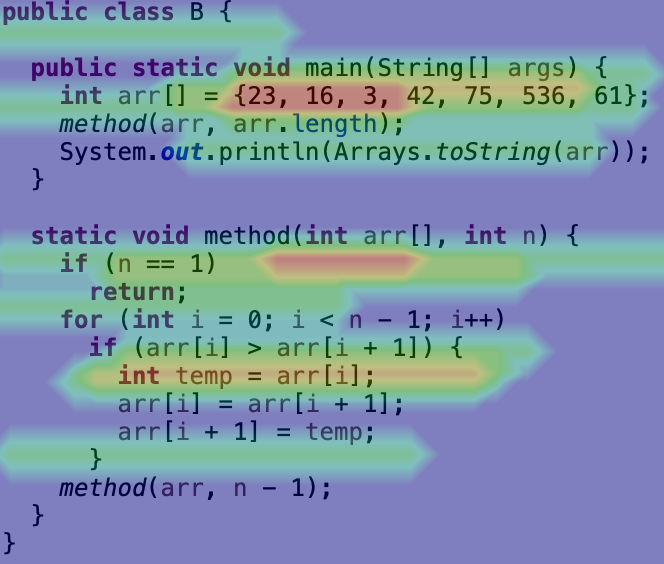 public class B {
  public static void main(String[] args) {
    int arr[] = {23, 16, 3, 42, 75, 536, 61};
    method(arr, arr.length);
    System.out.println(Arrays.toString(arr));
  }
  static void method(int arr[], int n) {
    if (n == 1)
      return;
    for (int i = 0; i < n - 1; i++)
      if (arr[i] > arr[i + 1]) {
        int temp = arr[i];
        arr[i] = arr[i + 1];
        arr[i + 1] = temp;
      }
    method(arr, n - 1);
  }
}